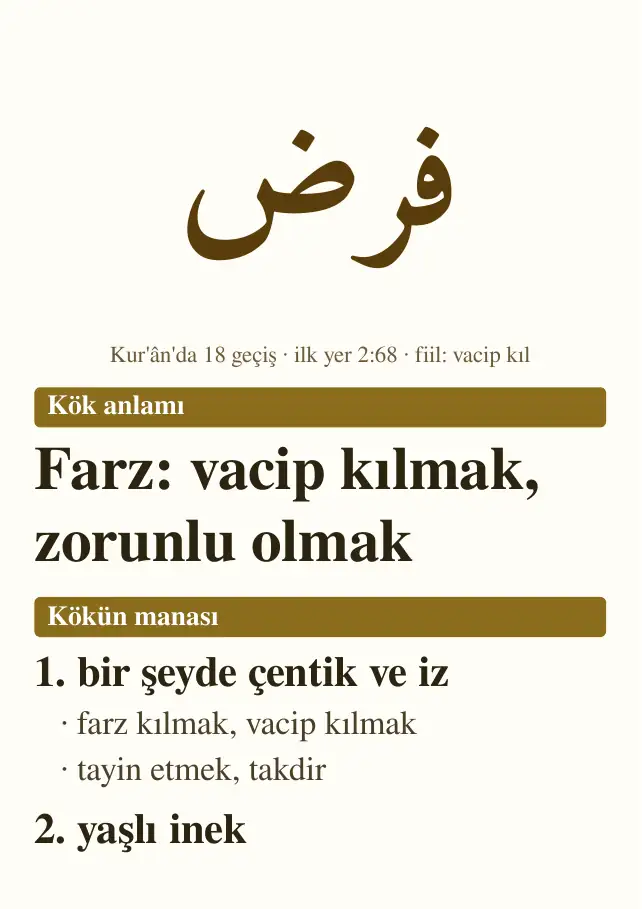 فرض
Kur'ân'da 18 geçiş · ilk yer 2:68 · fiil: vacip kıl
Kök anlamı
Farz: vacip kılmak,
zorunlu olmak
Kökün manası
1. bir şeyde çentik ve iz
· farz kılmak, vacip kılmak
· tayin etmek, takdir
2. yaşlı inek